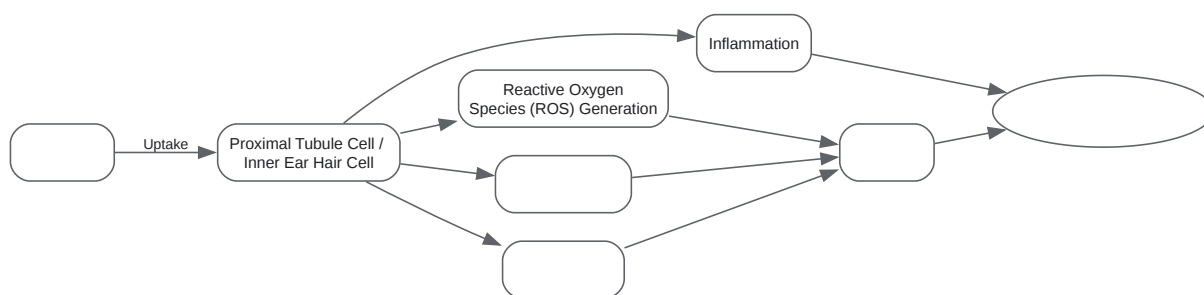 Inflammation
Reactive Oxygen
Species (ROS) Generation
Uptake
Proximal Tubule Cell /
Inner Ear Hair Cell